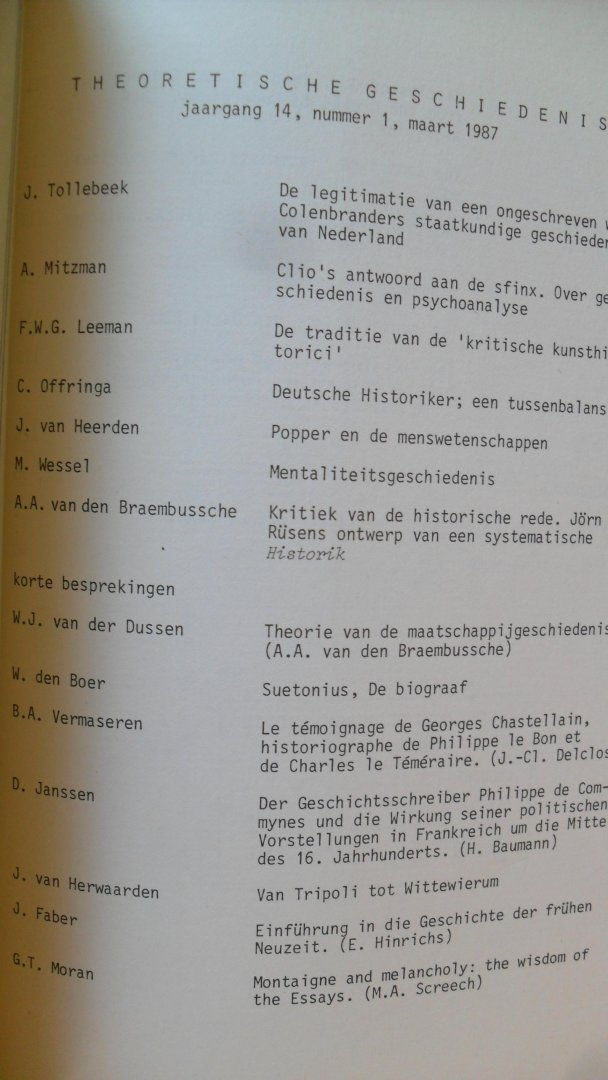 THEORETISCHE GESCHIEDENIS
jaargang 14, nummer 1, maart 1987
J. Tollebeek De legitimatie van een ongeschreven
Colenbranders staatkundige
van Nederland
A. Mitzman Clio's antwoord aan de sfinx. Over ge
schiedenis en psychoanalyse
F.W.G. Leeman De traditie van de 'kritische kunsthi
torici'
C. Offringa Deutsche Historiker; een tussenbalans
J. van Heerden Popper en de menswetenschappen
M. Wessel Mentaliteitsgeschiedenis
A.A. van den Braembussche Kritiek van de historische rede. Jörn
Rüsens ontwerp van een systematische
Historik
korte besprekingen
W.J. van der Dussen Theorie van de maatschappijgeschiedenis
(A.A. van den Braembussche)
W. den Boer Suetonius, De biograaf
B.A. Vermaseren Le témoignage de Georges Chastellain,
historiographe de Philippe le Bon et
de Charles le Téméraire. (J.-Cl. Delclos
D. Janssen Der Geschichtsschreiber Philippe de Com-
mynes und die Wirkung seiner politischen
Vorstellungen in Frankreich um die Mitte
des 16. Jahrhunderts. (H. Baumann)
J. van Herwaarden Van Tripoli tot Wittewierum
J. Faber Einführung in die Geschichte der frühen
Neuzeit. (E. Hinrichs)
G.T. Moran Montaigne and melancholy: the wisdom of
the Essays. (M.A. Screech)